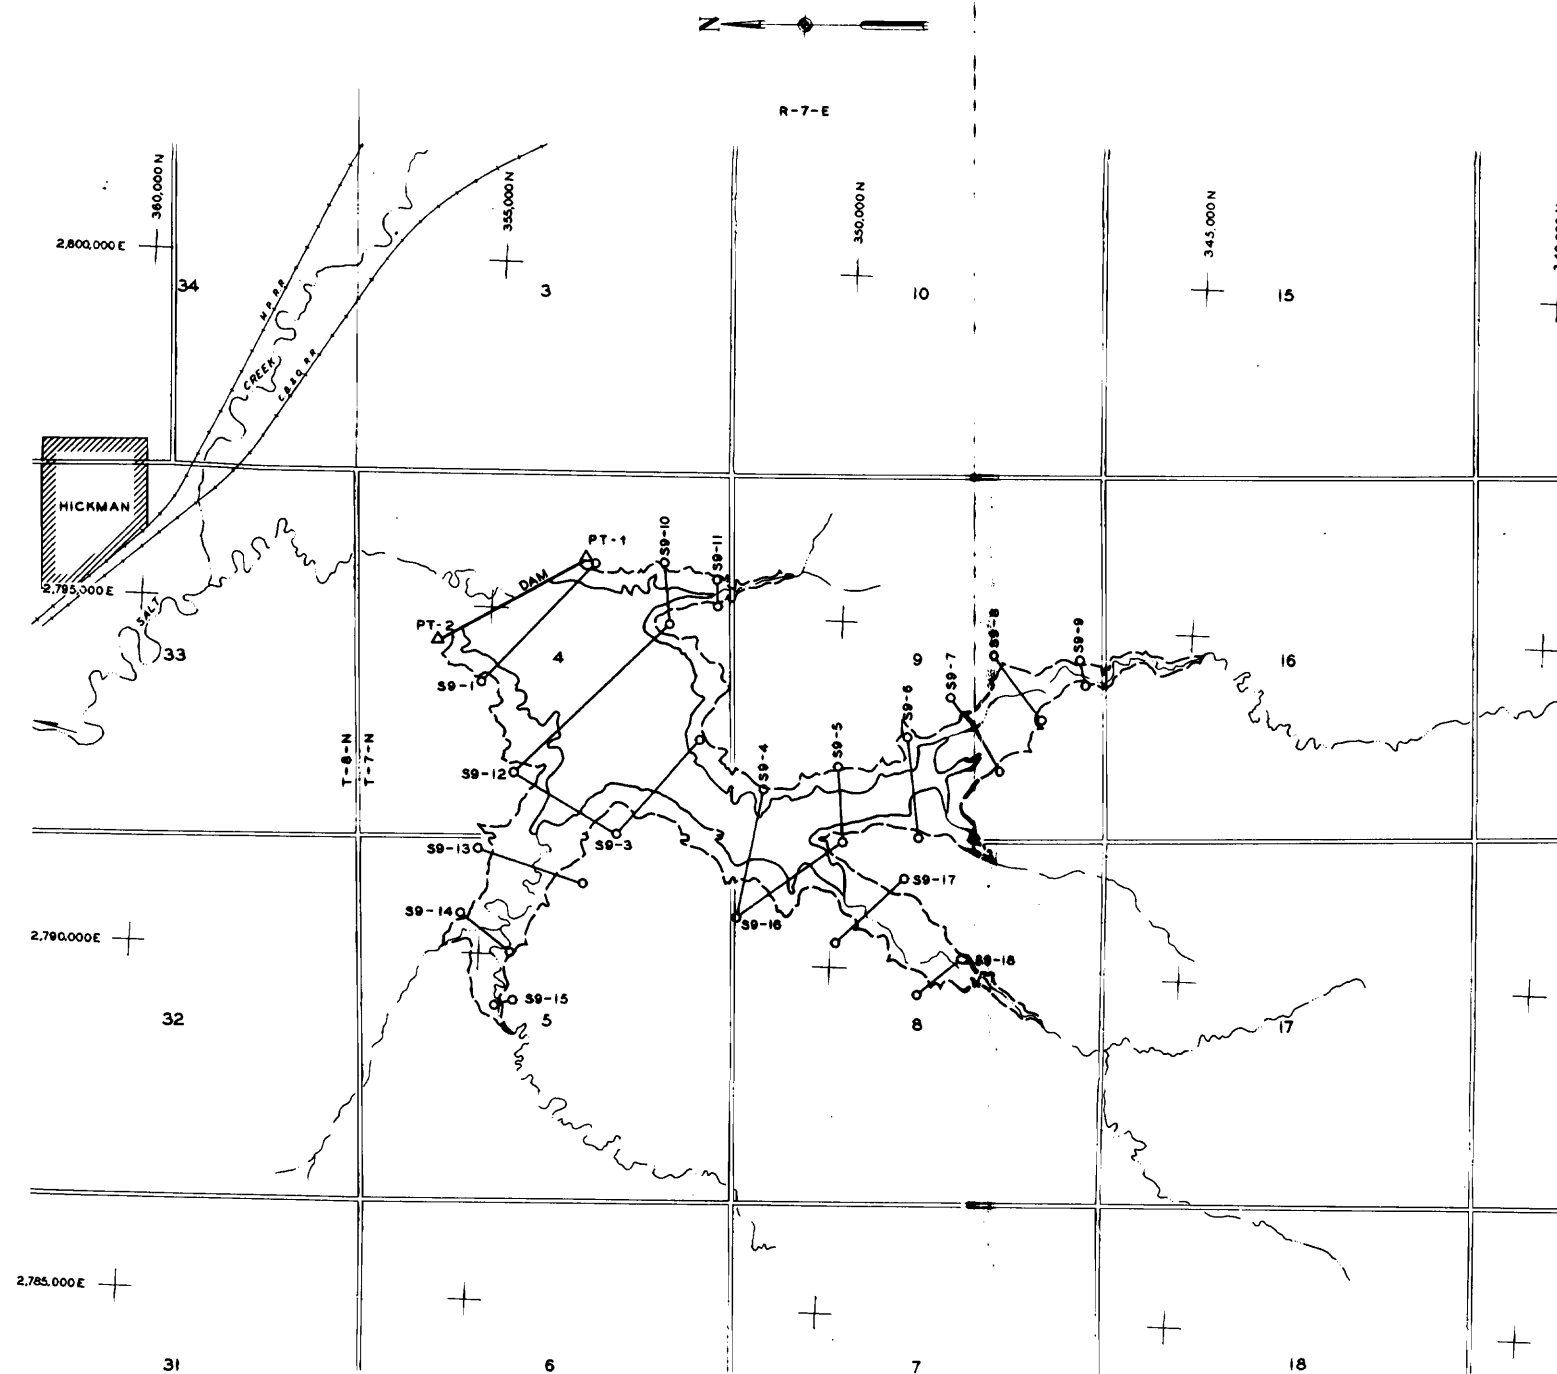 N
R-7-E
360,000 N
355,000 N
350,000 N
345,000 N
2,800,000 E
34
3
10
15
M.P. R.R.
CREEK
C.B.&Q. R.R.
HICKMAN
PT-1
S9-10
S9-11
DAM
2,795,000 E
SALT
PT-2
33
4
9
16
S9-1
S9-8
S9-9
S9-7
S9-6
S9-5
S9-4
T-8-N
T-7-N
S9-12
S9-3
S9-13
S9-14
S9-17
S9-16
2,790,000 E
S9-18
S9-15
32
5
8
17
2,785,000 E
31
6
7
18